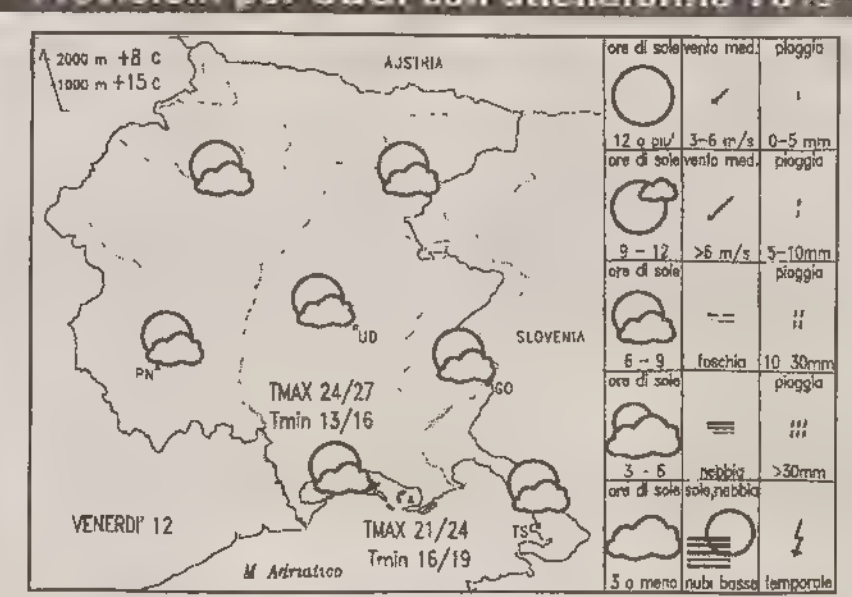 2000 m +8 c
1000 m +15 c
AUSTRIA
UD
SLOVENIA
PN
GO
TMAX 24/27
Tmin 13/16
VENERDI' 12
TMAX 21/24
Tmin 16/19
TS
M Adriatico
ore di sole vento med. pioggia
12 o piu' 3-6 m/s 0-5 mm
ore di sole vento med. pioggia
9 - 12 >6 m/s 5-10mm
ore di sole pioggia
6 - 9 foschia 10 30mm
ore di sole pioggia
3 - 6 nebbia >30mm
ore di sole sole,nebbia
3 o meno nubi basse temporale